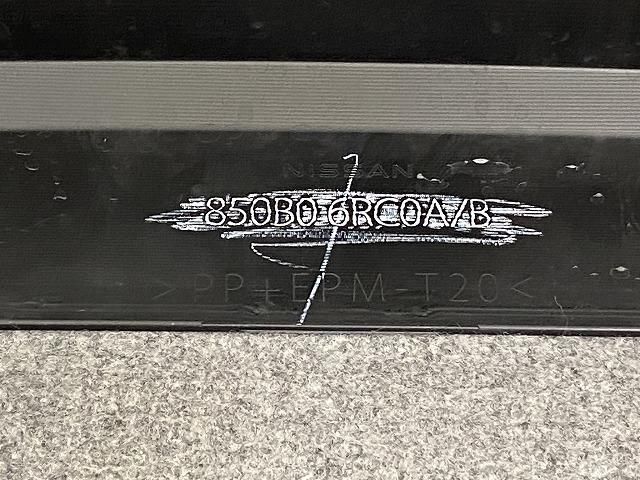 NISSAN
850B0 6RC0A/B
>PP+EPM-T20<